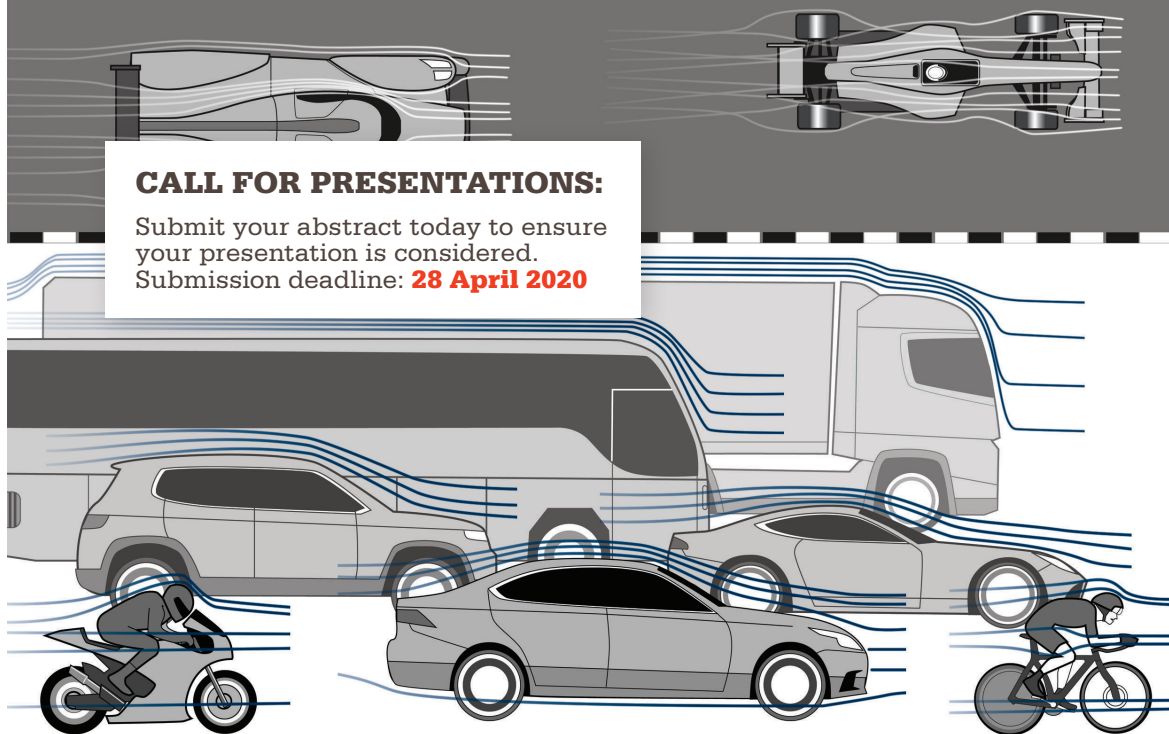 CALL FOR PRESENTATIONS:
Submit your abstract today to ensure
your presentation is considered.
Submission deadline: 28 April 2020